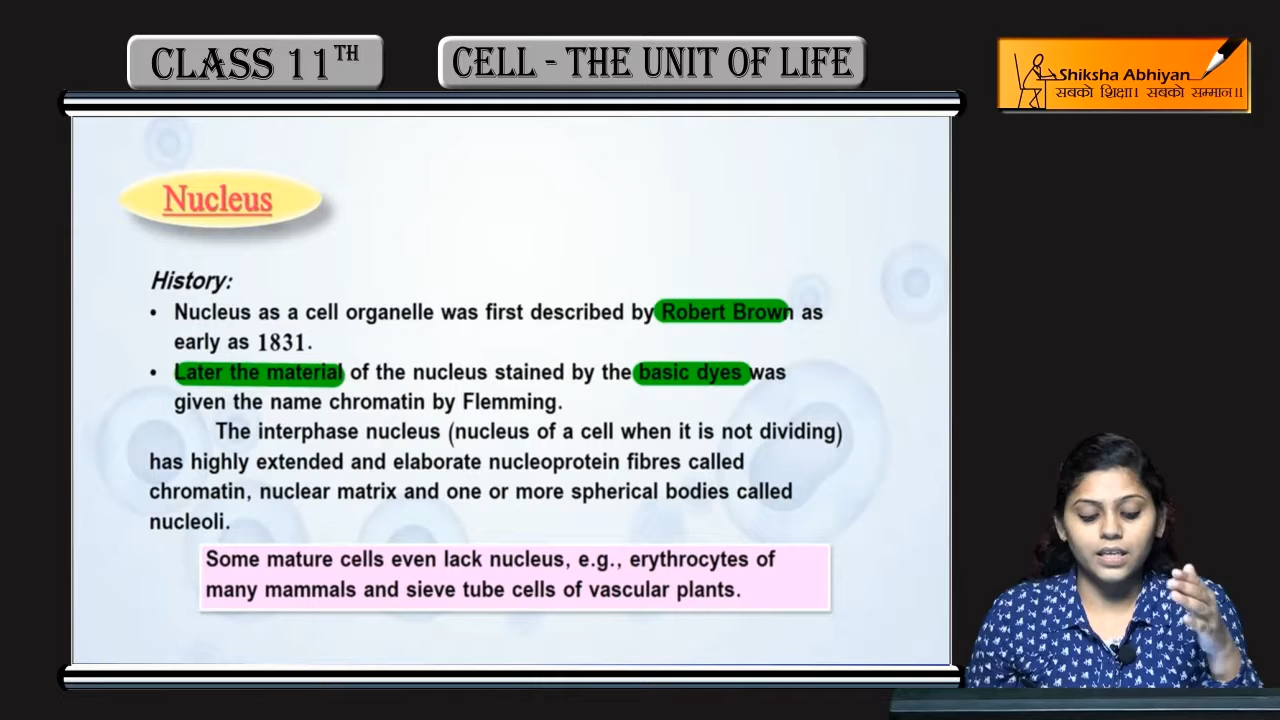 CLASS 11TH
CELL - THE UNIT OF LIFE
Shiksha Abhiyan
सबको शिक्षा। सबको सम्मान।।
Nucleus
History:
• Nucleus as a cell organelle was first described by Robert Brown as
early as 1831.
• Later the material of the nucleus stained by the basic dyes was
given the name chromatin by Flemming.
The interphase nucleus (nucleus of a cell when it is not dividing)
has highly extended and elaborate nucleoprotein fibres called
chromatin, nuclear matrix and one or more spherical bodies called
nucleoli.
Some mature cells even lack nucleus, e.g., erythrocytes of
many mammals and sieve tube cells of vascular plants.